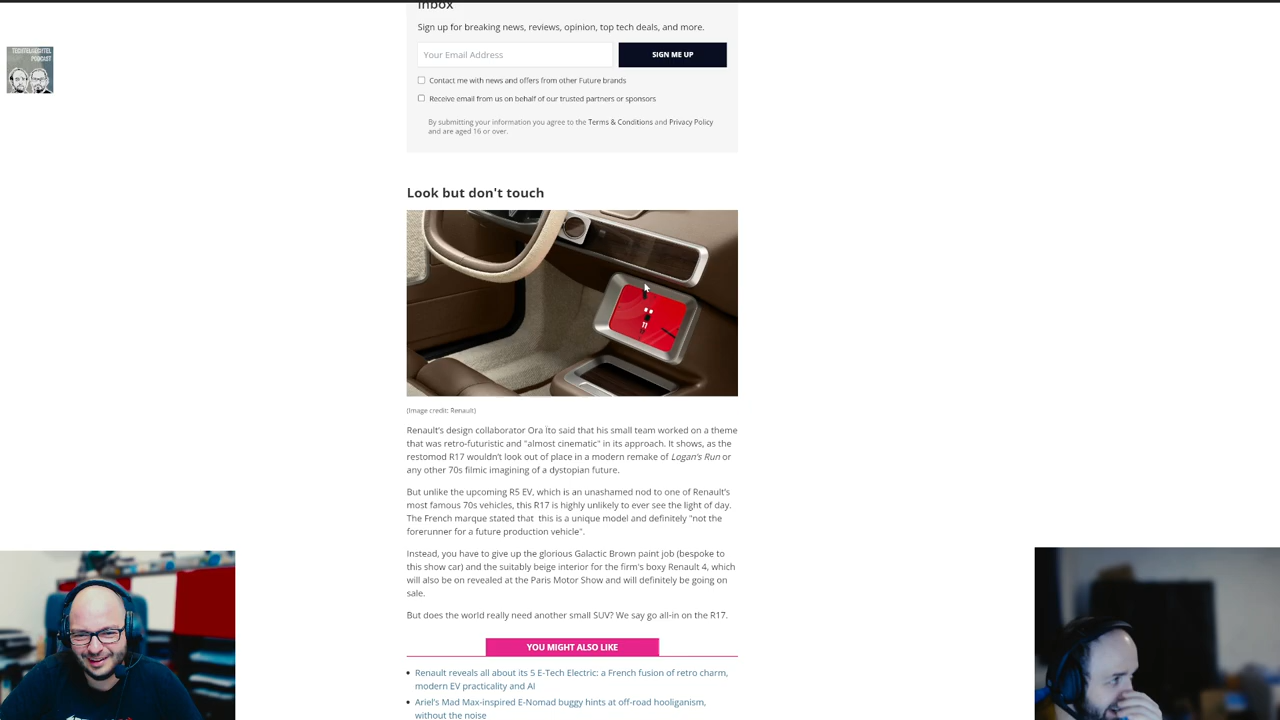 inbox
Sign up for breaking news, reviews, opinion, top tech deals, and more.
Your Email Address
SIGN ME UP
Contact me with news and offers from other Future brands
Receive email from us on behalf of our trusted partners or sponsors
By submitting your information you agree to the Terms & Conditions and Privacy Policy
and are aged 16 or over.
PODCAST
Look but don't touch
11
(Image credit: Renault)
Renault's design collaborator Ora Ïto said that his small team worked on a theme
that was retro-futuristic and "almost cinematic" in its approach. It shows, as the
restomod R17 wouldn't look out of place in a modern remake of Logan's Run or
any other 70s filmic imagining of a dystopian future.
But unlike the upcoming R5 EV, which is an unashamed nod to one of Renault's
most famous 70s vehicles, this R17 is highly unlikely to ever see the light of day.
The French marque stated that  this is a unique model and definitely "not the
forerunner for a future production vehicle".
Instead, you have to give up the glorious Galactic Brown paint job (bespoke to
this show car) and the suitably beige interior for the firm's boxy Renault 4, which
will also be on revealed at the Paris Motor Show and will definitely be going on
sale.
But does the world really need another small SUV? We say go all-in on the R17.
YOU MIGHT ALSO LIKE
Renault reveals all about its 5 E-Tech Electric: a French fusion of retro charm,
modern EV practicality and AI
Ariel's Mad Max-inspired E-Nomad buggy hints at off-road hooliganism,
without the noise